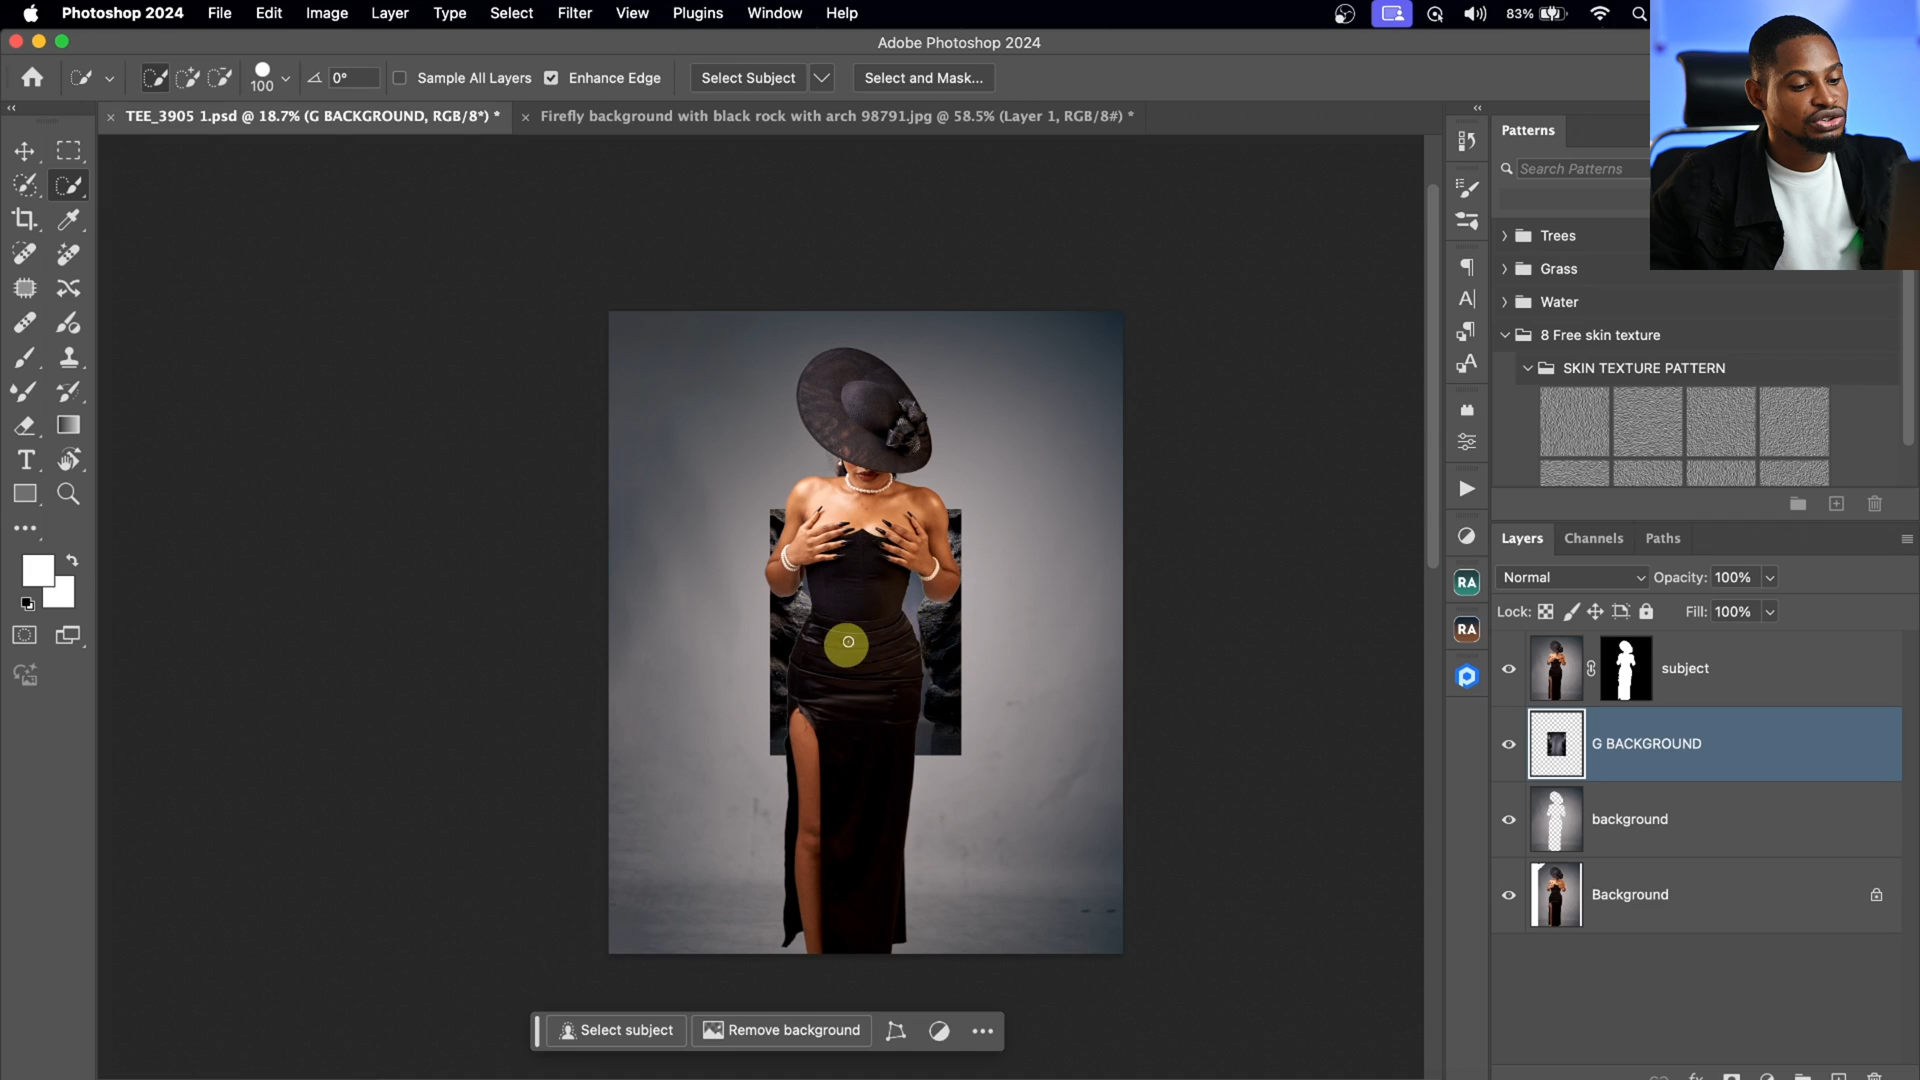 Photoshop 2024 File Edit Image Layer Type Select Filter View Plugins Window Help
83%
Adobe Photoshop 2024
100 0° Sample All Layers Enhance Edge Select Subject Select and Mask...
TEE_3905 1.psd @ 18.7% (G BACKGROUND, RGB/8*) * Firefly background with black rock with arch 98791.jpg @ 58.5% (Layer 1, RGB/8#) *
Patterns
Search Patterns
Trees
Grass
Water
8 Free skin texture
SKIN TEXTURE PATTERN
Layers Channels Paths
Normal Opacity: 100%
Lock: Fill: 100%
RA
RA
subject
G BACKGROUND
background
Background
Select subject Remove background